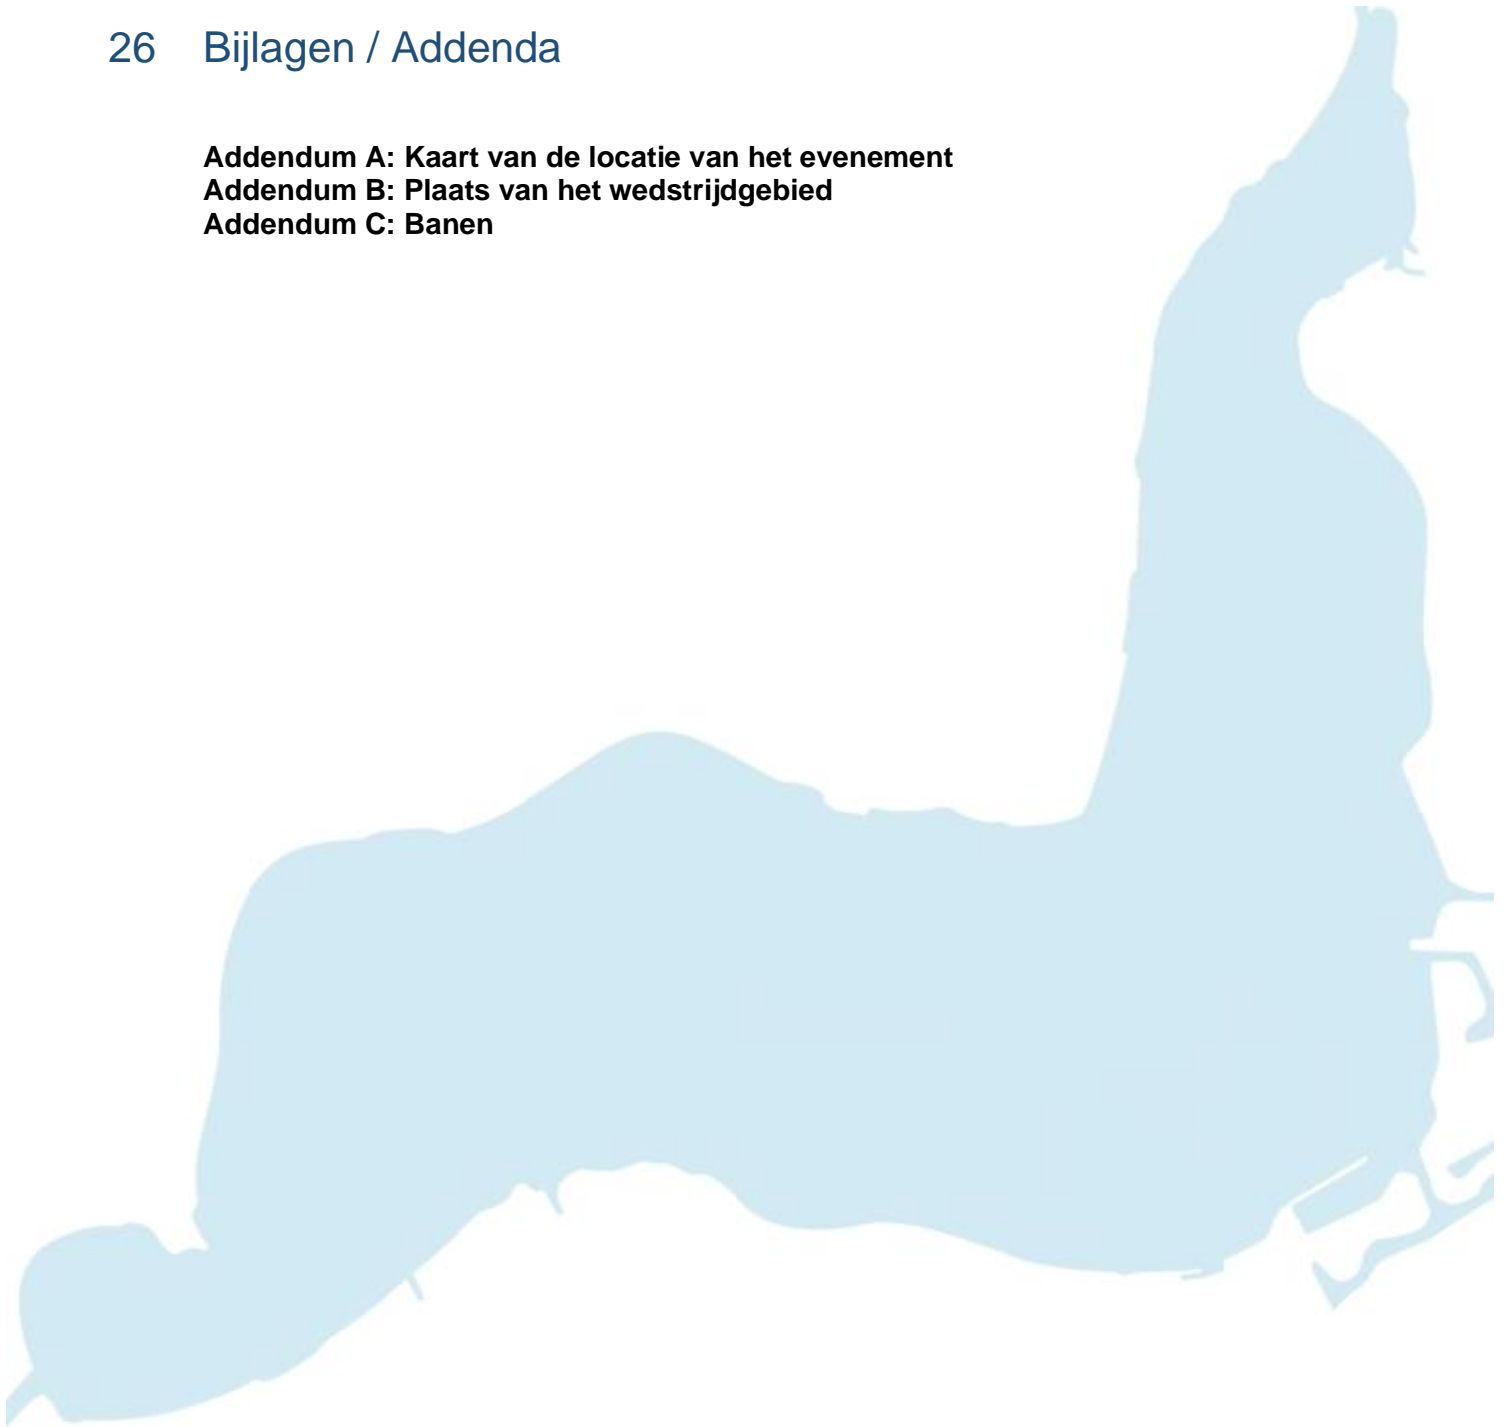 26 Bijlagen / Addenda
Addendum A: Kaart van de locatie van het evenement
Addendum B: Plaats van het wedstrijdgebied
Addendum C: Banen